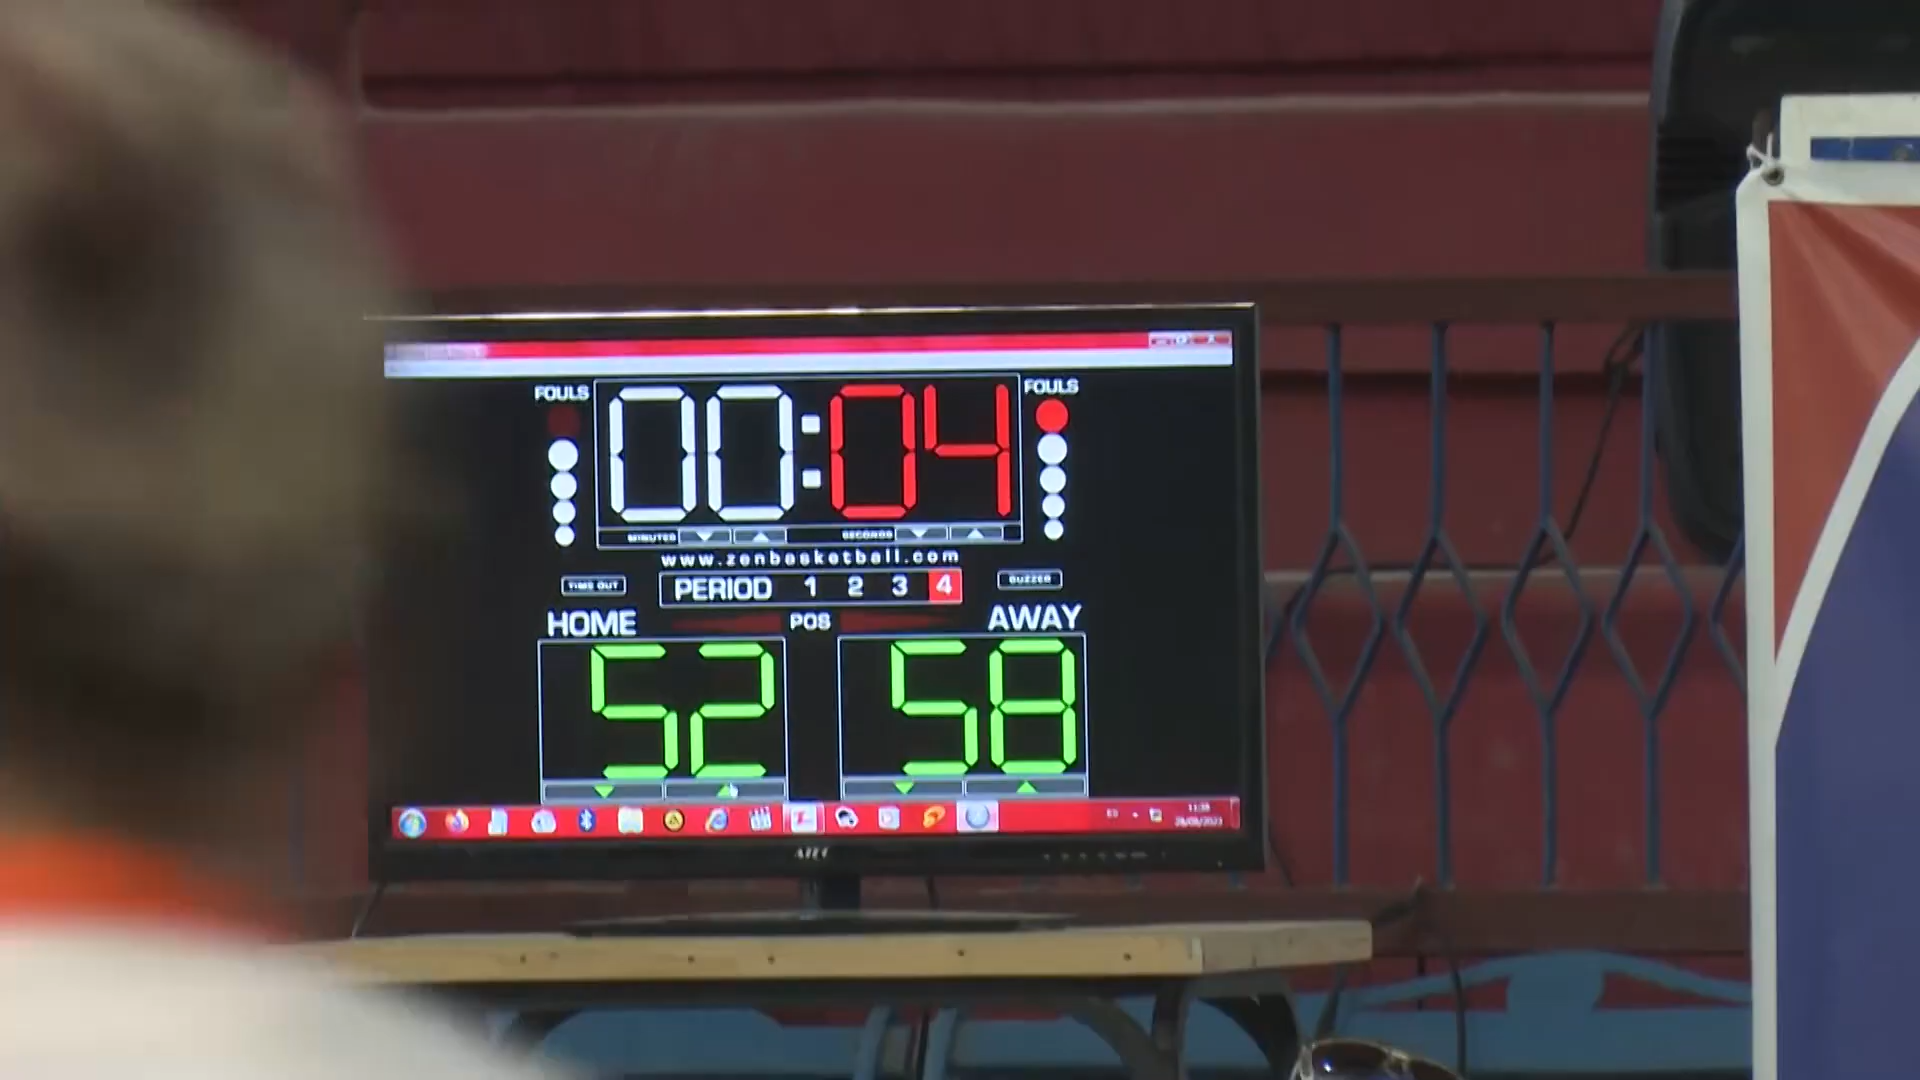 FOULS 00:04 FOULS
MINUTES SECONDS
www.zenbasketball.com
TIME OUT PERIOD 1 2 3 4 BUZZER
HOME POS AWAY
52 58